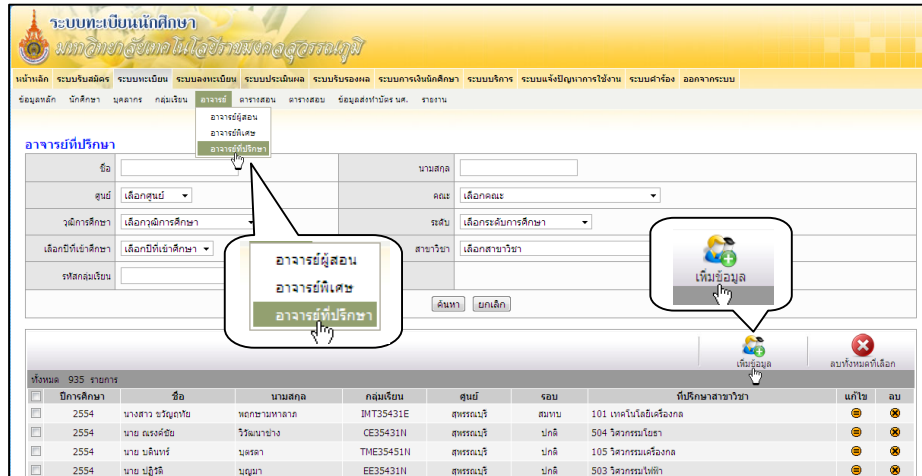 ระบบทะเบียนนักศึกษา
มหาวิทยาลัยเทคโนโลยีราชมงคลสุวรรณภูมิ
หน้าหลัก ระบบรับสมัคร ระบบทะเบียน ระบบลงทะเบียน ระบบประเมินผล ระบบรับรองผล ระบบการเงินนักศึกษา ระบบบริการ ระบบแจ้งปัญหาการใช้งาน ระบบคำร้อง ออกจากระบบ
ข้อมูลหลัก นักศึกษา บุคลากร กลุ่มเรียน อาจารย์ ตารางสอน ตารางสอบ ข้อมูลส่งทำบัตร นศ. รายงาน
อาจารย์ผู้สอน
อาจารย์พิเศษ
อาจารย์ที่ปรึกษา
อาจารย์ที่ปรึกษา
ชื่อ นามสกุล
ศูนย์ เลือกศูนย์ คณะ เลือกคณะ
วุฒิการศึกษา เลือกวุฒิการศึกษา ระดับ เลือกระดับการศึกษา
เลือกปีที่เข้าศึกษา เลือกปีที่เข้าศึกษา สาขาวิชา เลือกสาขาวิชา
รหัสกลุ่มเรียน
อาจารย์ผู้สอน
อาจารย์พิเศษ
อาจารย์ที่ปรึกษา
เพิ่มข้อมูล
ค้นหา ยกเลิก
เพิ่มข้อมูล ลบทั้งหมดที่เลือก
ทั้งหมด 935 รายการ
ปีการศึกษา ชื่อ นามสกุล กลุ่มเรียน ศูนย์ รอบ ที่ปรึกษาสาขาวิชา แก้ไข ลบ
2554 นางสาว ขวัญฤทัย พฤกษามหาลาภ IMT35431E สุพรรณบุรี สมทบ 101 เทคโนโลยีเครื่องกล
2554 นาย ณรงค์ชัย วิวัฒนาช่าง CE35431N สุพรรณบุรี ปกติ 504 วิศวกรรมโยธา
2554 นาย บดินทร์ บุตรตา TME35451N สุพรรณบุรี ปกติ 105 วิศวกรรมเครื่องกล
2554 นาย ปฏิวัติ บุญมา EE35431N สุพรรณบุรี ปกติ 503 วิศวกรรมไฟฟ้า